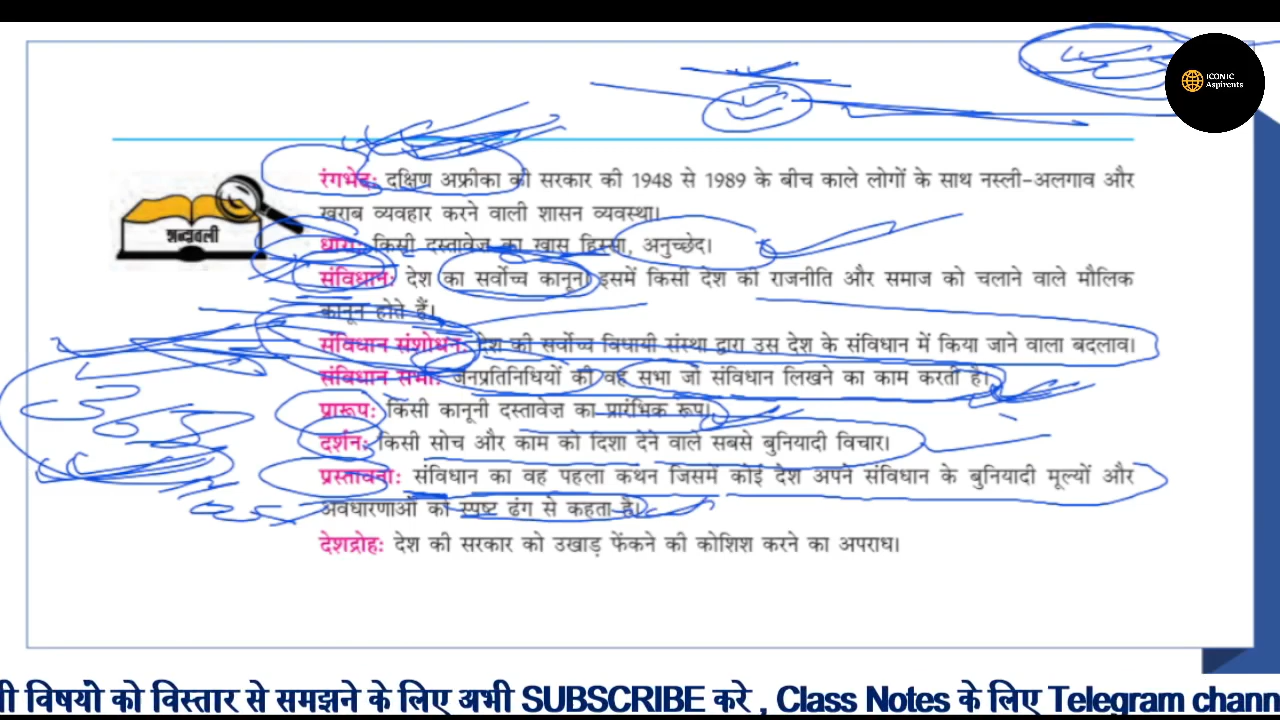 ICONIC
Aspirents
रंगभेद: दक्षिण अफ्रीका की सरकार की 1948 से 1989 के बीच काले लोगों के साथ नस्ली-अलगाव और
खराब व्यवहार करने वाली शासन व्यवस्था।
शब्दावली
धारा: किसी दस्तावेज़ का खास हिस्सा, अनुच्छेद।
संविधान: देश का सर्वोच्च कानून। इसमें किसी देश की राजनीति और समाज को चलाने वाले मौलिक
कानून होते हैं।
संविधान संशोधन: देश की सर्वोच्च विधायी संस्था द्वारा उस देश के संविधान में किया जाने वाला बदलाव।
संविधान सभा: जनप्रतिनिधियों की वह सभा जो संविधान लिखने का काम करती है।
प्रारूप: किसी कानूनी दस्तावेज़ का प्रारंभिक रूप।
दर्शन: किसी सोच और काम को दिशा देने वाले सबसे बुनियादी विचार।
प्रस्तावना: संविधान का वह पहला कथन जिसमें कोई देश अपने संविधान के बुनियादी मूल्यों और
अवधारणाओं को स्पष्ट ढंग से कहता है।
देशद्रोह: देश की सरकार को उखाड़ फेंकने की कोशिश करने का अपराध।
ी विषयों को विस्तार से समझने के लिए अभी SUBSCRIBE करे , Class Notes के लिए Telegram chann